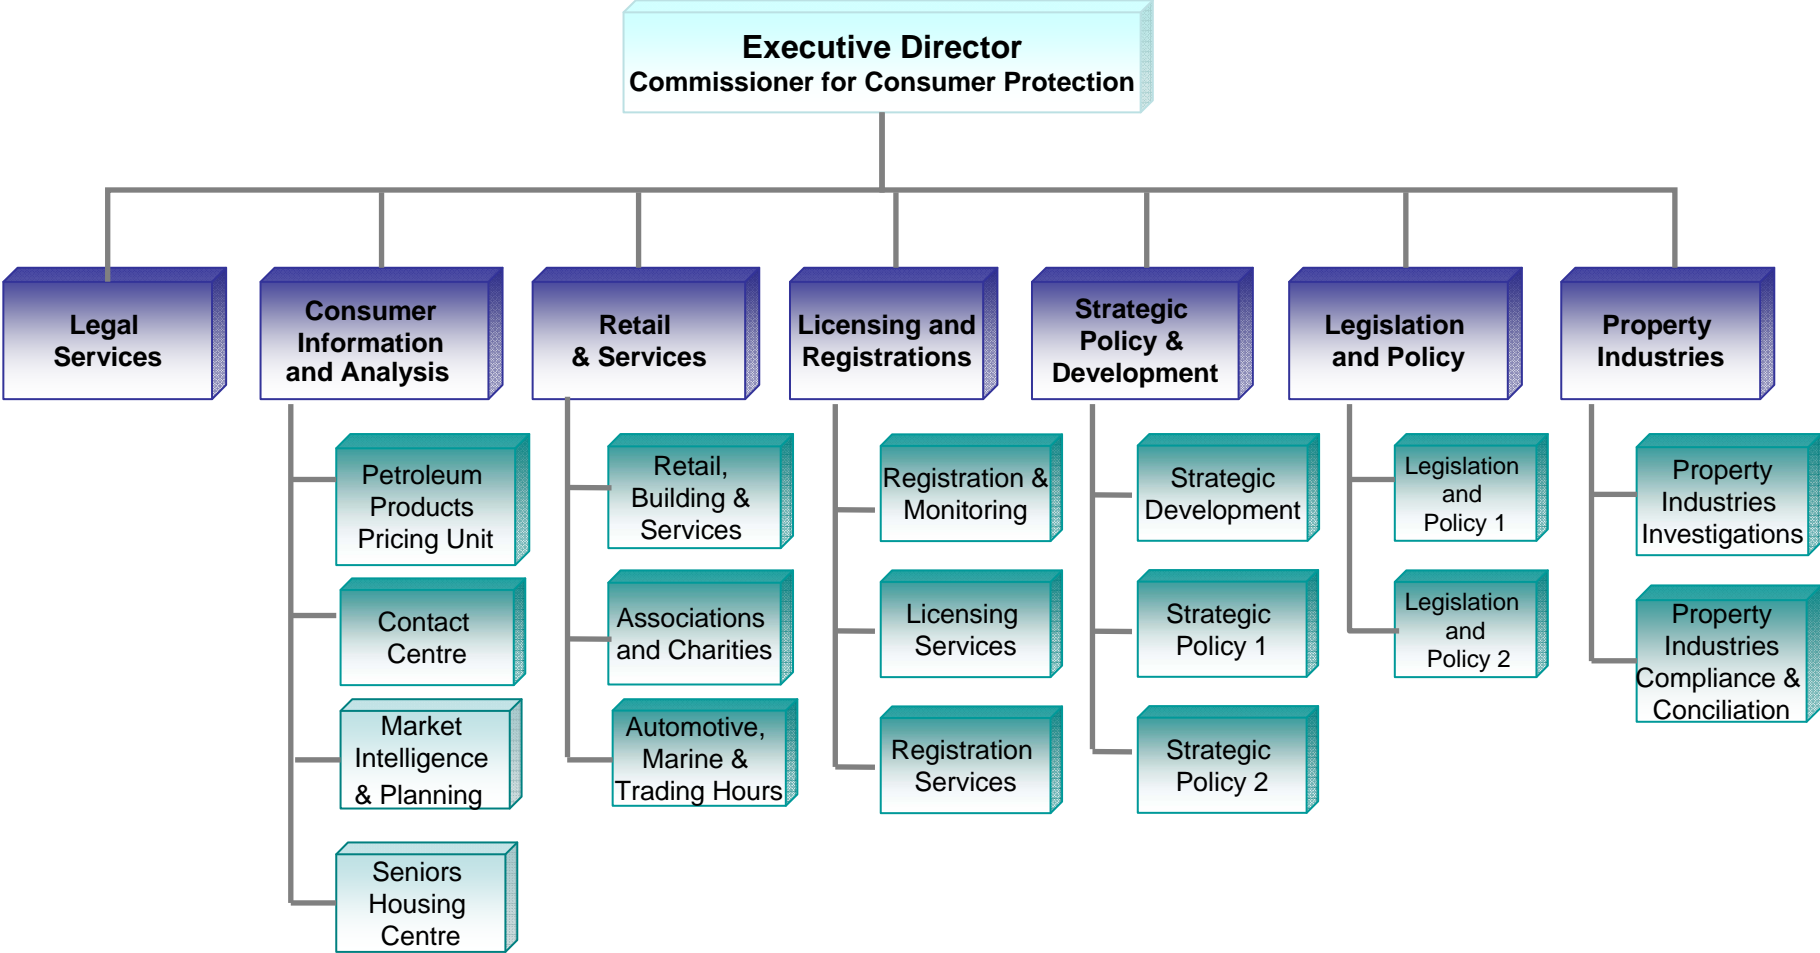 Executive Director
Commissioner for Consumer Protection
Legal
Services
Consumer
Information
and Analysis
Retail
& Services
Licensing and
Registrations
Strategic
Policy &
Development
Legislation
and Policy
Property
Industries
Petroleum
Products
Pricing Unit
Contact
Centre
Market
Intelligence
& Planning
Seniors
Housing
Centre
Retail,
Building &
Services
Associations
and Charities
Automotive,
Marine &
Trading Hours
Registration &
Monitoring
Licensing
Services
Registration
Services
Strategic
Development
Strategic
Policy 1
Strategic
Policy 2
Legislation
and
Policy 1
Legislation
and
Policy 2
Property
Industries
Investigations
Property
Industries
Compliance &
Conciliation